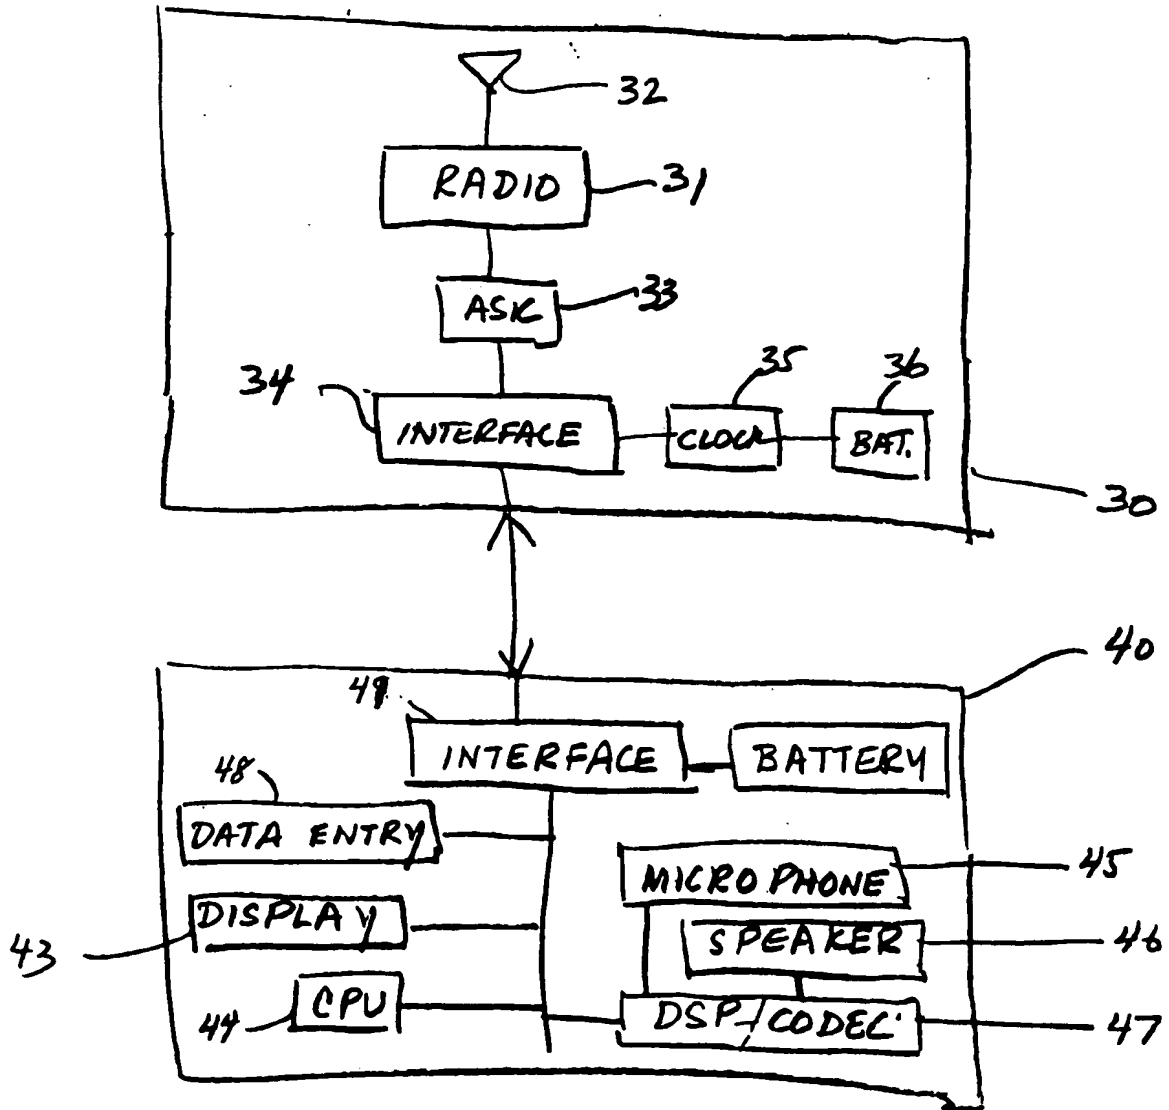 32
RADIO
31
ASIC
33
34
INTERFACE
35
CLOCK
36
BAT.
30
40
49
INTERFACE
BATTERY
48
DATA ENTRY
MICROPHONE
45
DISPLAY
43
SPEAKER
46
CPU
44
DSP/CODEC
47